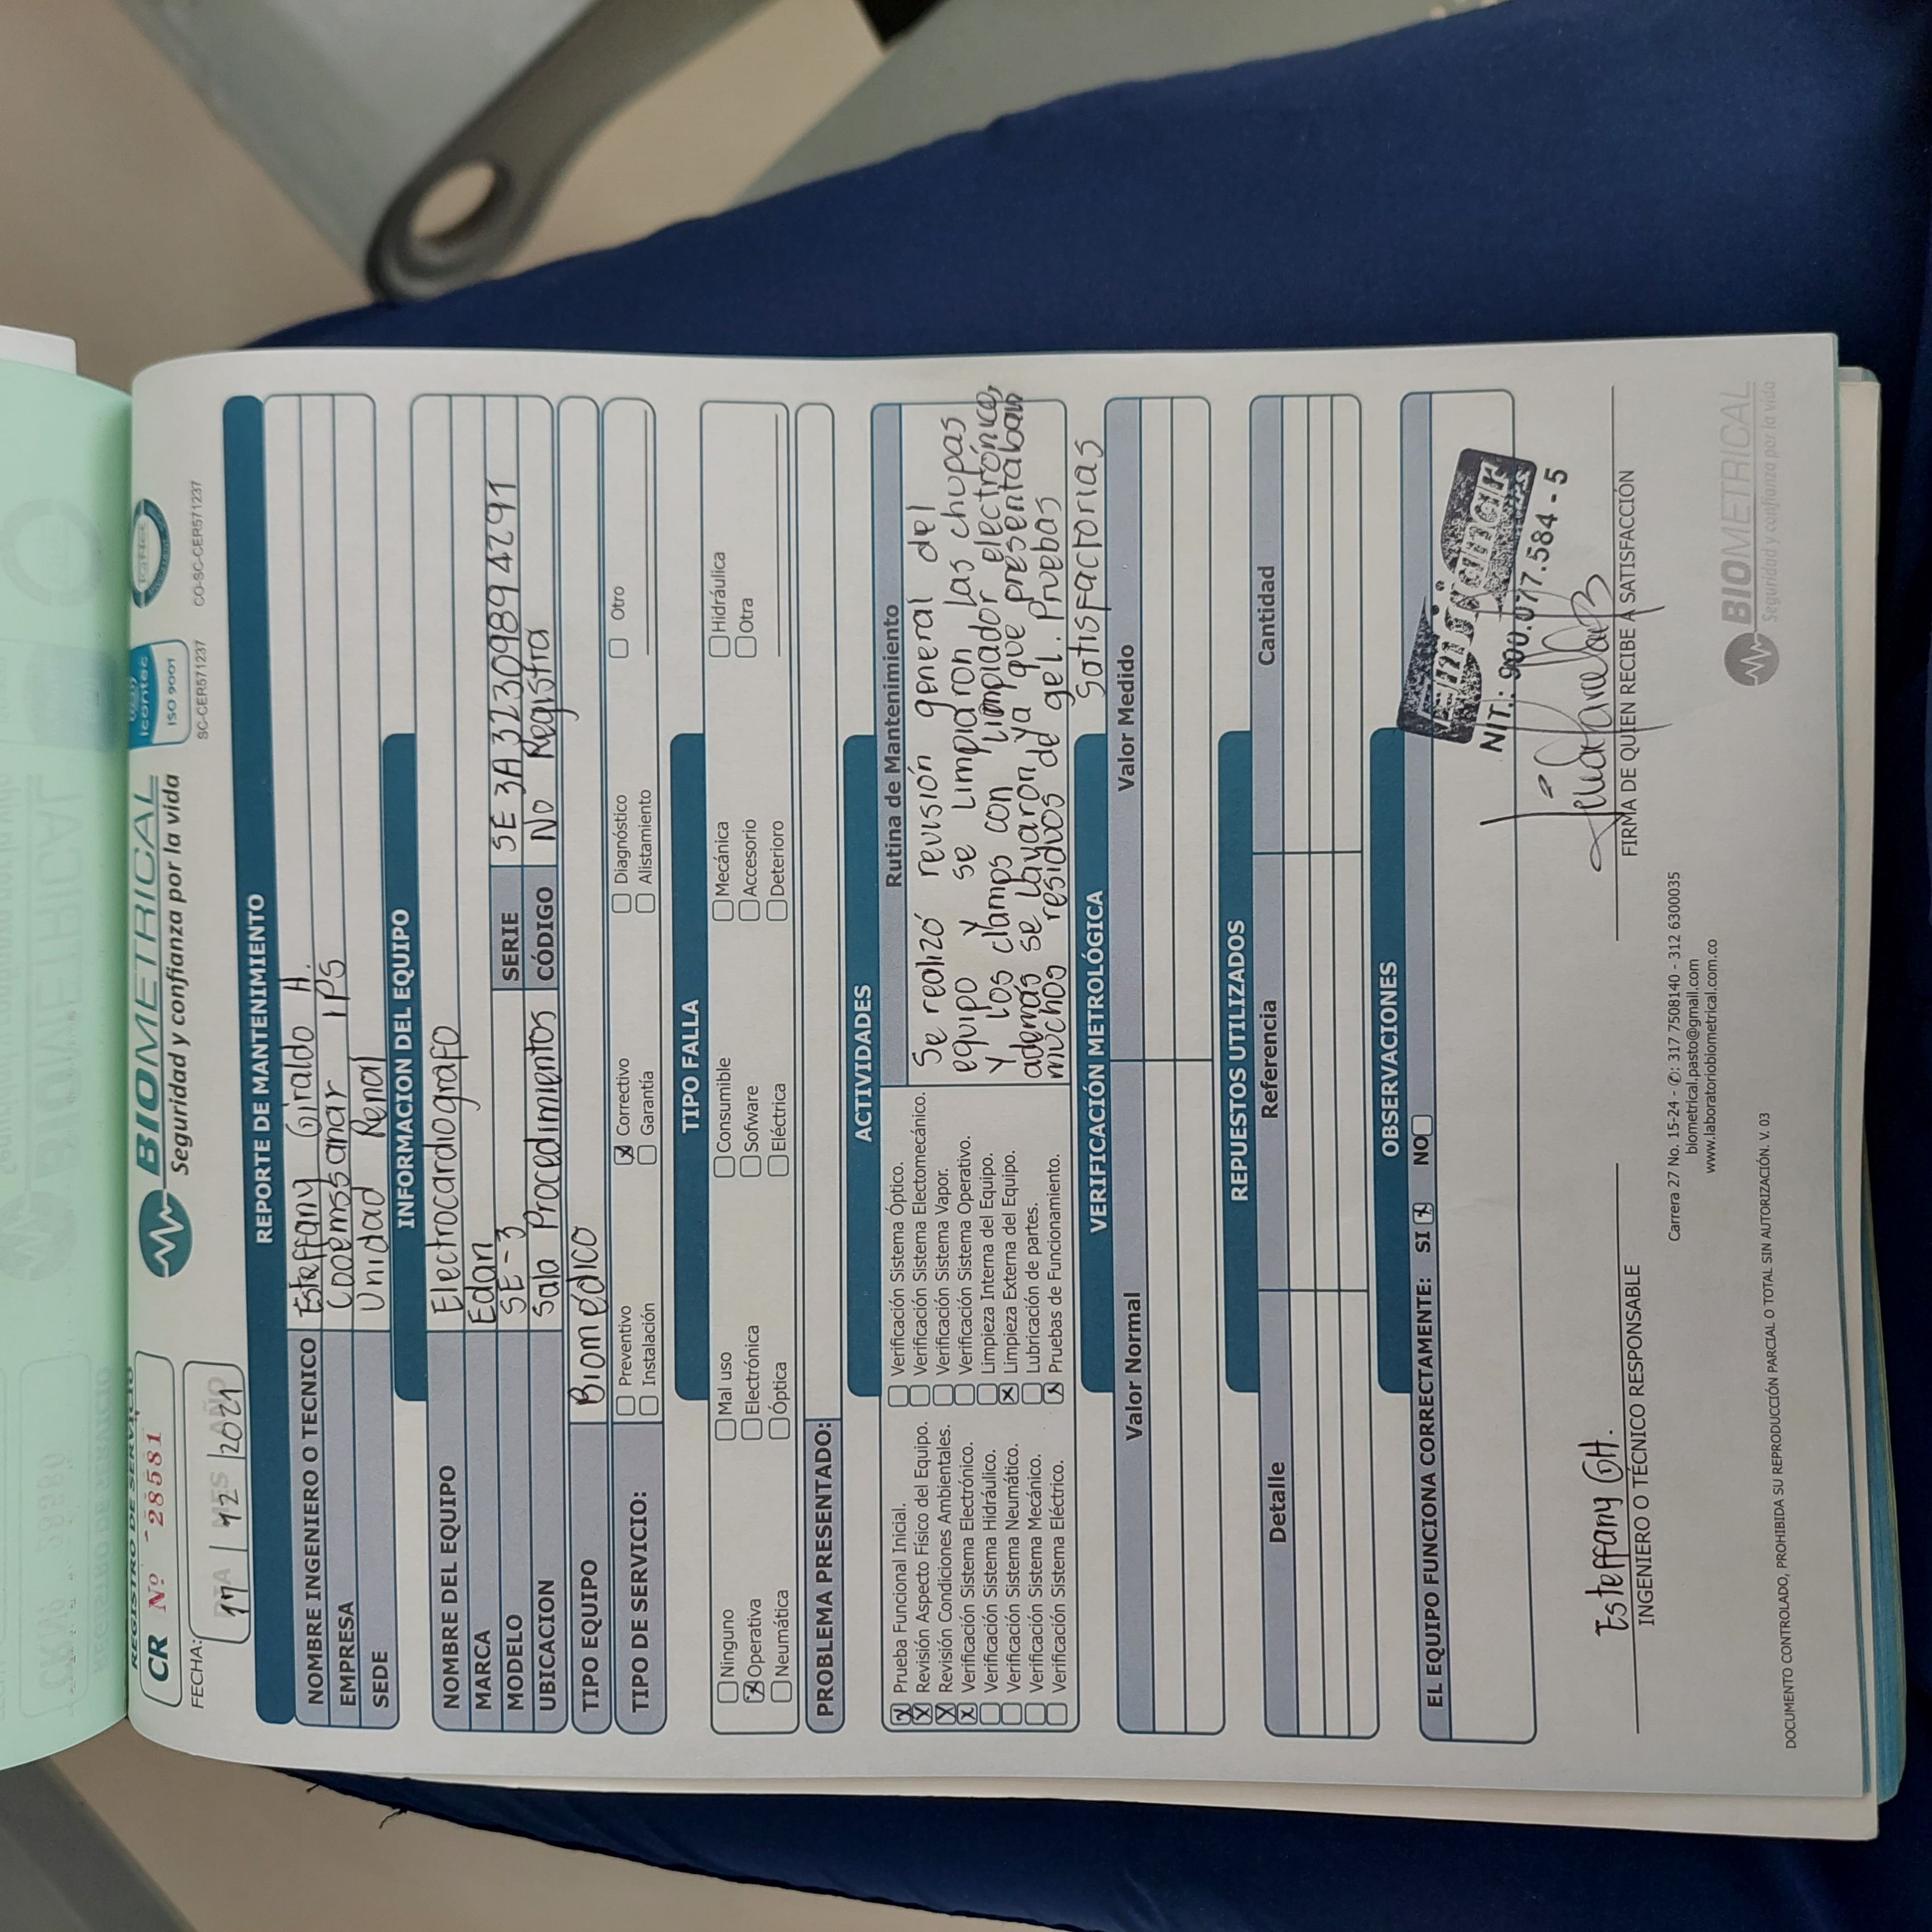 REGISTRO DE SERVICIO
CR Nº 28581
BIOMETRICAL
Seguridad y confianza por la vida
icontec
ISO 9001
SC-CER571237
IQNet
CO-SC-CER571237
FECHA:
DIA MES AÑO
17 | 12 | 2021
REPORTE DE MANTENIMIENTO
NOMBRE INGENIERO O TECNICO Esteffany Giraldo H.
EMPRESA Cooemssanar IPS
SEDE Unidad Renal
INFORMACION DEL EQUIPO
NOMBRE DEL EQUIPO Electrocardiografo
MARCA Edan
MODELO SE-3 SERIE SE 3A32309894291
UBICACION Sala Procedimientos CÓDIGO No Registra
TIPO EQUIPO Biomédico
TIPO DE SERVICIO:
Preventivo Correctivo Diagnóstico Otro
Instalación Garantía Alistamiento
TIPO FALLA
Ninguno Mal uso Consumible Mecánica Hidráulica
Operativa Electrónica Sofware Accesorio Otra
Neumática Óptica Eléctrica Deterioro
PROBLEMA PRESENTADO:
ACTIVIDADES
Prueba Funcional Inicial.
Revisión Aspecto Físico del Equipo.
Revisión Condiciones Ambientales.
Verificación Sistema Electrónico.
Verificación Sistema Hidráulico.
Verificación Sistema Neumático.
Verificación Sistema Mecánico.
Verificación Sistema Eléctrico.
Verificación Sistema Óptico.
Verificación Sistema Electomecánico.
Verificación Sistema Vapor.
Verificación Sistema Operativo.
Limpieza Interna del Equipo.
Limpieza Externa del Equipo.
Lubricación de partes.
Pruebas de Funcionamiento.
Rutina de Mantenimiento
Se realizó revisión general del
equipo y se limpiaron las chupas
y los clamps con limpiador electrónico,
además se lavaron, ya que presentaban
muchos residuos de gel. Pruebas
satisfactorias
VERIFICACIÓN METROLÓGICA
Valor Normal Valor Medido
REPUESTOS UTILIZADOS
Detalle Referencia Cantidad
OBSERVACIONES
EL EQUIPO FUNCIONA CORRECTAMENTE: SI NO
Emssanar
IPS
NIT.: 900.077.584 - 5
Esteffany GH.
INGENIERO O TÉCNICO RESPONSABLE
FIRMA DE QUIEN RECIBE A SATISFACCIÓN
Carrera 27 No. 15-24 - ✆: 317 7508140 - 312 6300035
biometrical.pasto@gmail.com
www.laboratoriobiometrical.com.co
BIOMETRICAL
Seguridad y confianza por la vida
DOCUMENTO CONTROLADO, PROHIBIDA SU REPRODUCCIÓN PARCIAL O TOTAL SIN AUTORIZACIÓN. V. 03